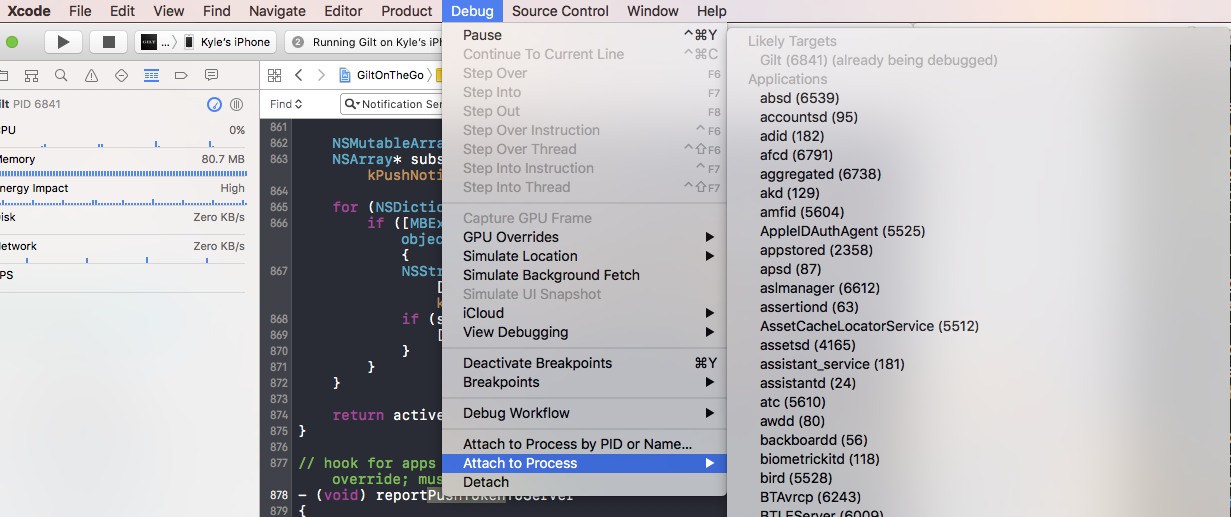 Xcode File Edit View Find Navigate Editor Product Debug Source Control Window Help
GILT ... Kyle's iPhone 2 Running Gilt on Kyle's iPh
GiltOnTheGo
Find Notification Ser
ilt PID 6841
CPU 0%
Memory 80.7 MB
nergy Impact High
isk Zero KB/s
etwork Zero KB/s
PS
861
862 NSMutableArra
863 NSArray* subs
kPushNoti
864
865 for (NSDictio
866 if ([MBEx
objec
{
867 NSStr
[
k
868 if (s
869 [
870 }
871 }
872 }
873
874 return active
875 }
876
877 // hook for apps
override; mus
878 - (void) reportPushTokenToServer
879 {
Pause ^⌘Y
Continue To Current Line ^⌘C
Step Over F6
Step Into F7
Step Out F8
Step Over Instruction ^F6
Step Over Thread ^⇧F6
Step Into Instruction ^F7
Step Into Thread ^⇧F7
Capture GPU Frame
GPU Overrides
Simulate Location
Simulate Background Fetch
Simulate UI Snapshot
iCloud
View Debugging
Deactivate Breakpoints ⌘Y
Breakpoints
Debug Workflow
Attach to Process by PID or Name...
Attach to Process
Detach
Likely Targets
Gilt (6841) (already being debugged)
Applications
absd (6539)
accountsd (95)
adid (182)
afcd (6791)
aggregated (6738)
akd (129)
amfid (5604)
AppleIDAuthAgent (5525)
appstored (2358)
apsd (87)
aslmanager (6612)
assertiond (63)
AssetCacheLocatorService (5512)
assetsd (4165)
assistant_service (181)
assistantd (24)
atc (5610)
awdd (80)
backboardd (56)
biometrickitd (118)
bird (5528)
BTAvrcp (6243)
BTLEServer (6009)